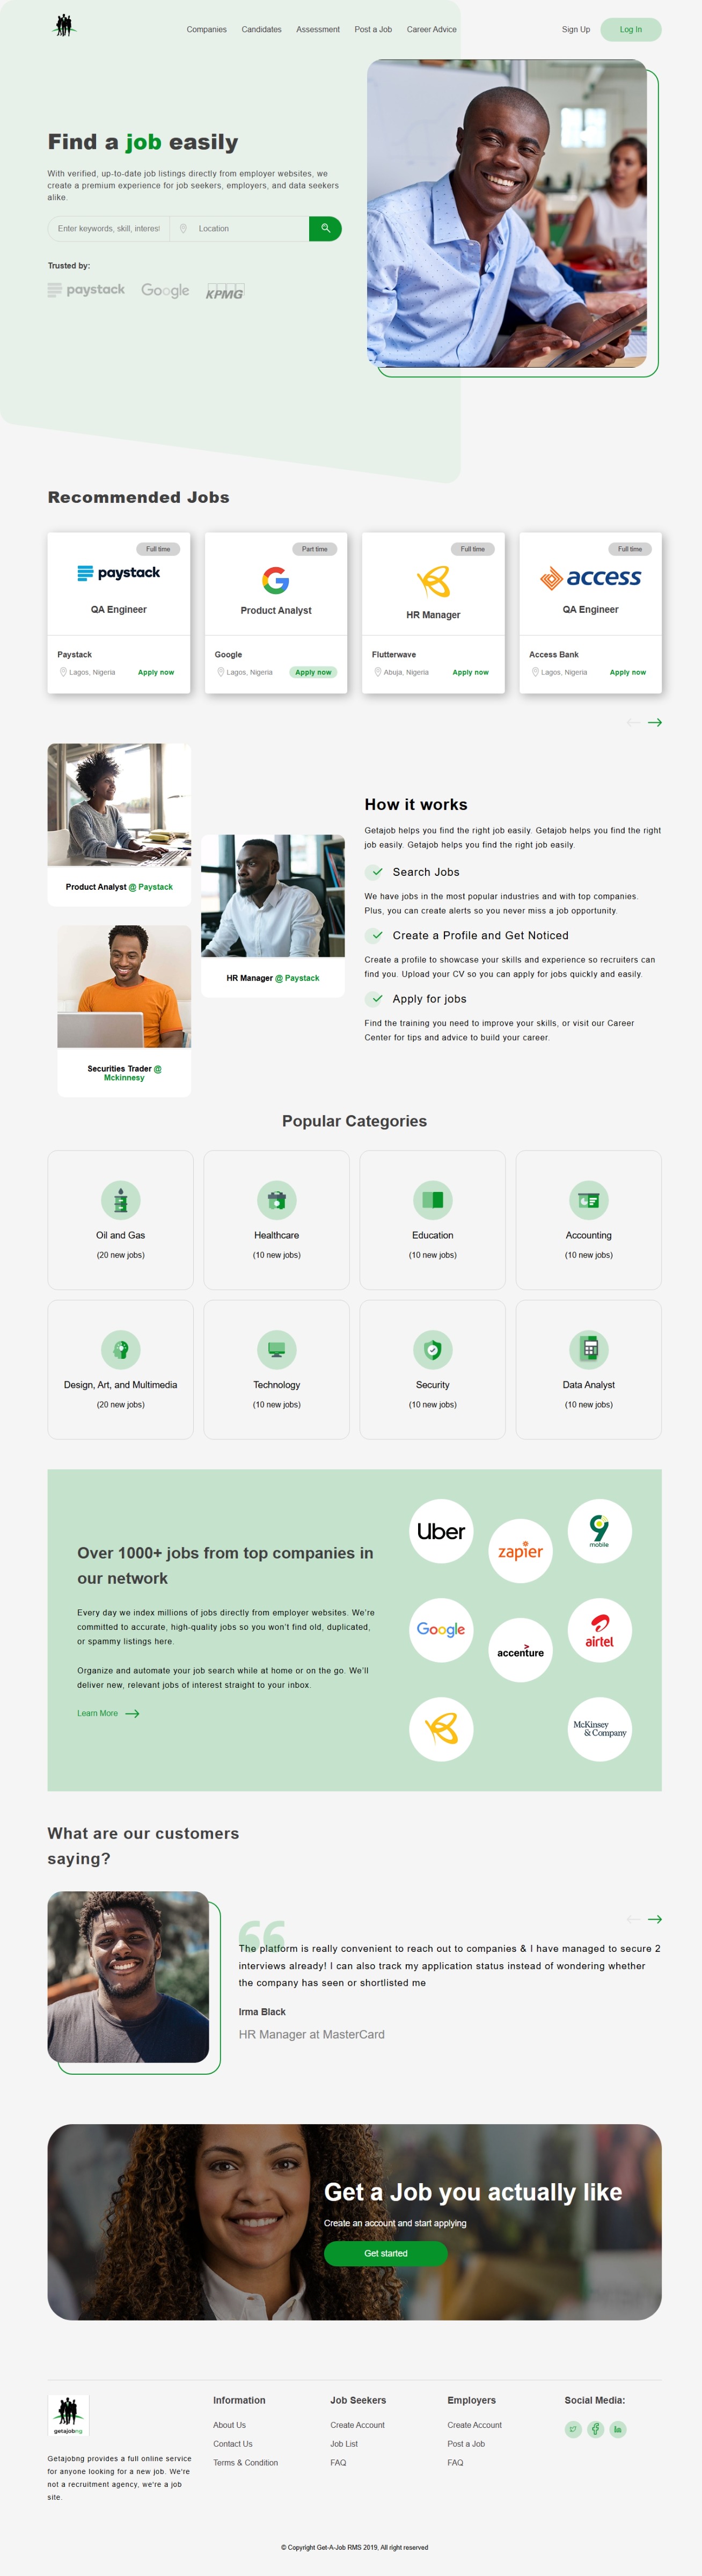 Companies Candidates Assessment Post a Job Career Advice Sign Up Log In
Find a job easily
With verified, up-to-date job listings directly from employer websites, we
create a premium experience for job seekers, employers, and data seekers
alike.
Enter keywords, skill, interest Location
Trusted by:
paystack Google KPMG
Recommended Jobs
Full time
paystack
QA Engineer
Paystack
Lagos, Nigeria Apply now
Part time
Product Analyst
Google
Lagos, Nigeria Apply now
Full time
HR Manager
Flutterwave
Abuja, Nigeria Apply now
Full time
access
QA Engineer
Access Bank
Lagos, Nigeria Apply now
Product Analyst @ Paystack
HR Manager @ Paystack
Securities Trader @
Mckinnesy
How it works
Getajob helps you find the right job easily. Getajob helps you find the right
job easily. Getajob helps you find the right job easily.
Search Jobs
We have jobs in the most popular industries and with top companies.
Plus, you can create alerts so you never miss a job opportunity.
Create a Profile and Get Noticed
Create a profile to showcase your skills and experience so recruiters can
find you. Upload your CV so you can apply for jobs quickly and easily.
Apply for jobs
Find the training you need to improve your skills, or visit our Career
Center for tips and advice to build your career.
Popular Categories
Oil and Gas
(20 new jobs)
Healthcare
(10 new jobs)
Education
(10 new jobs)
Accounting
(10 new jobs)
Design, Art, and Multimedia
(20 new jobs)
Technology
(10 new jobs)
Security
(10 new jobs)
Data Analyst
(10 new jobs)
Over 1000+ jobs from top companies in
our network
Every day we index millions of jobs directly from employer websites. We're
committed to accurate, high-quality jobs so you won't find old, duplicated,
or spammy listings here.
Organize and automate your job search while at home or on the go. We'll
deliver new, relevant jobs of interest straight to your inbox.
Learn More
Uber
zapier
9
mobile
Google
accenture
airtel
McKinsey
& Company
What are our customers
saying?
The platform is really convenient to reach out to companies & I have managed to secure 2
interviews already! I can also track my application status instead of wondering whether
the company has seen or shortlisted me
Irma Black
HR Manager at MasterCard
Get a Job you actually like
Create an account and start applying
Get started
getajobng
Getajobng provides a full online service
for anyone looking for a new job. We're
not a recruitment agency, we're a job
site.
Information
About Us
Contact Us
Terms & Condition
Job Seekers
Create Account
Job List
FAQ
Employers
Create Account
Post a Job
FAQ
Social Media:
© Copyright Get-A-Job RMS 2019, All right reserved